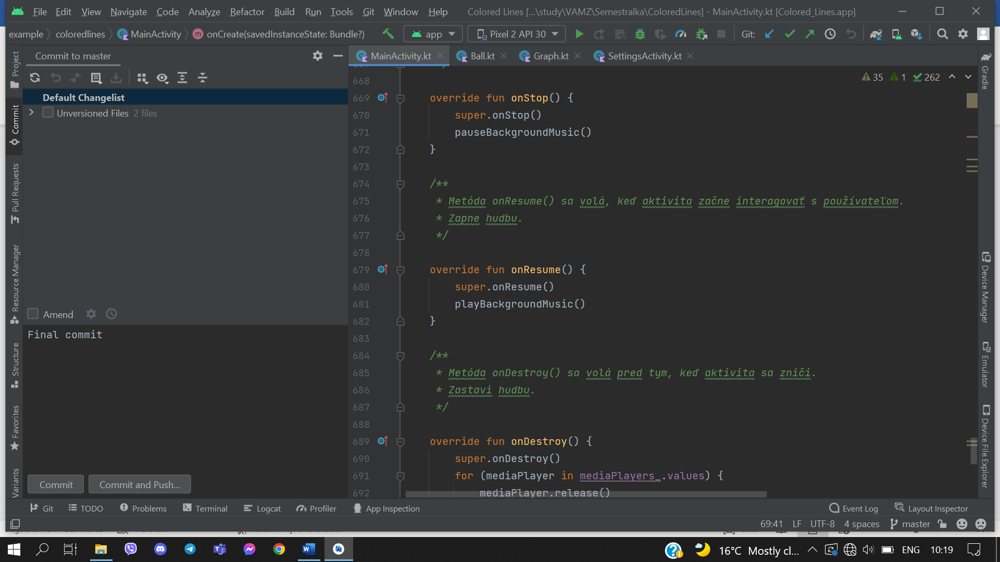 File Edit View Navigate Code Analyze Refactor Build Run Tools Git Window Help Colored Lines [...\study\VAMZ\Semestralka\ColoredLines] - MainActivity.kt [Colored_Lines.app]
example coloredlines MainActivity onCreate(savedInstanceState: Bundle?) app Pixel 2 API 30 Git:
Commit to master
MainActivity.kt Ball.kt Graph.kt SettingsActivity.kt
35 1 262
Default Changelist
Unversioned Files 2 files
Amend
Final commit
Commit Commit and Push...
668
669 override fun onStop() {
670 super.onStop()
671 pauseBackgroundMusic()
672 }
673
674 /**
675 * Metóda onResume() sa volá, keď aktivita začne interagovať s používateľom.
676 * Zapne hudbu.
677 */
678
679 override fun onResume() {
680 super.onResume()
681 playBackgroundMusic()
682 }
683
684 /**
685 * Metóda onDestroy() sa volá pred tym, keď aktivita sa zniči.
686 * Zastavi hudbu.
687 */
688
689 override fun onDestroy() {
690 super.onDestroy()
691 for (mediaPlayer in mediaPlayers_.values) {
692 mediaPlayer.release()
Project
Commit
Pull Requests
Resource Manager
Structure
Favorites
Variants
Gradle
Device Manager
Emulator
Device File Explorer
Git TODO Problems Terminal Logcat Profiler App Inspection Event Log Layout Inspector
69:41 LF UTF-8 4 spaces master
16°C Mostly cl... ENG 10:19